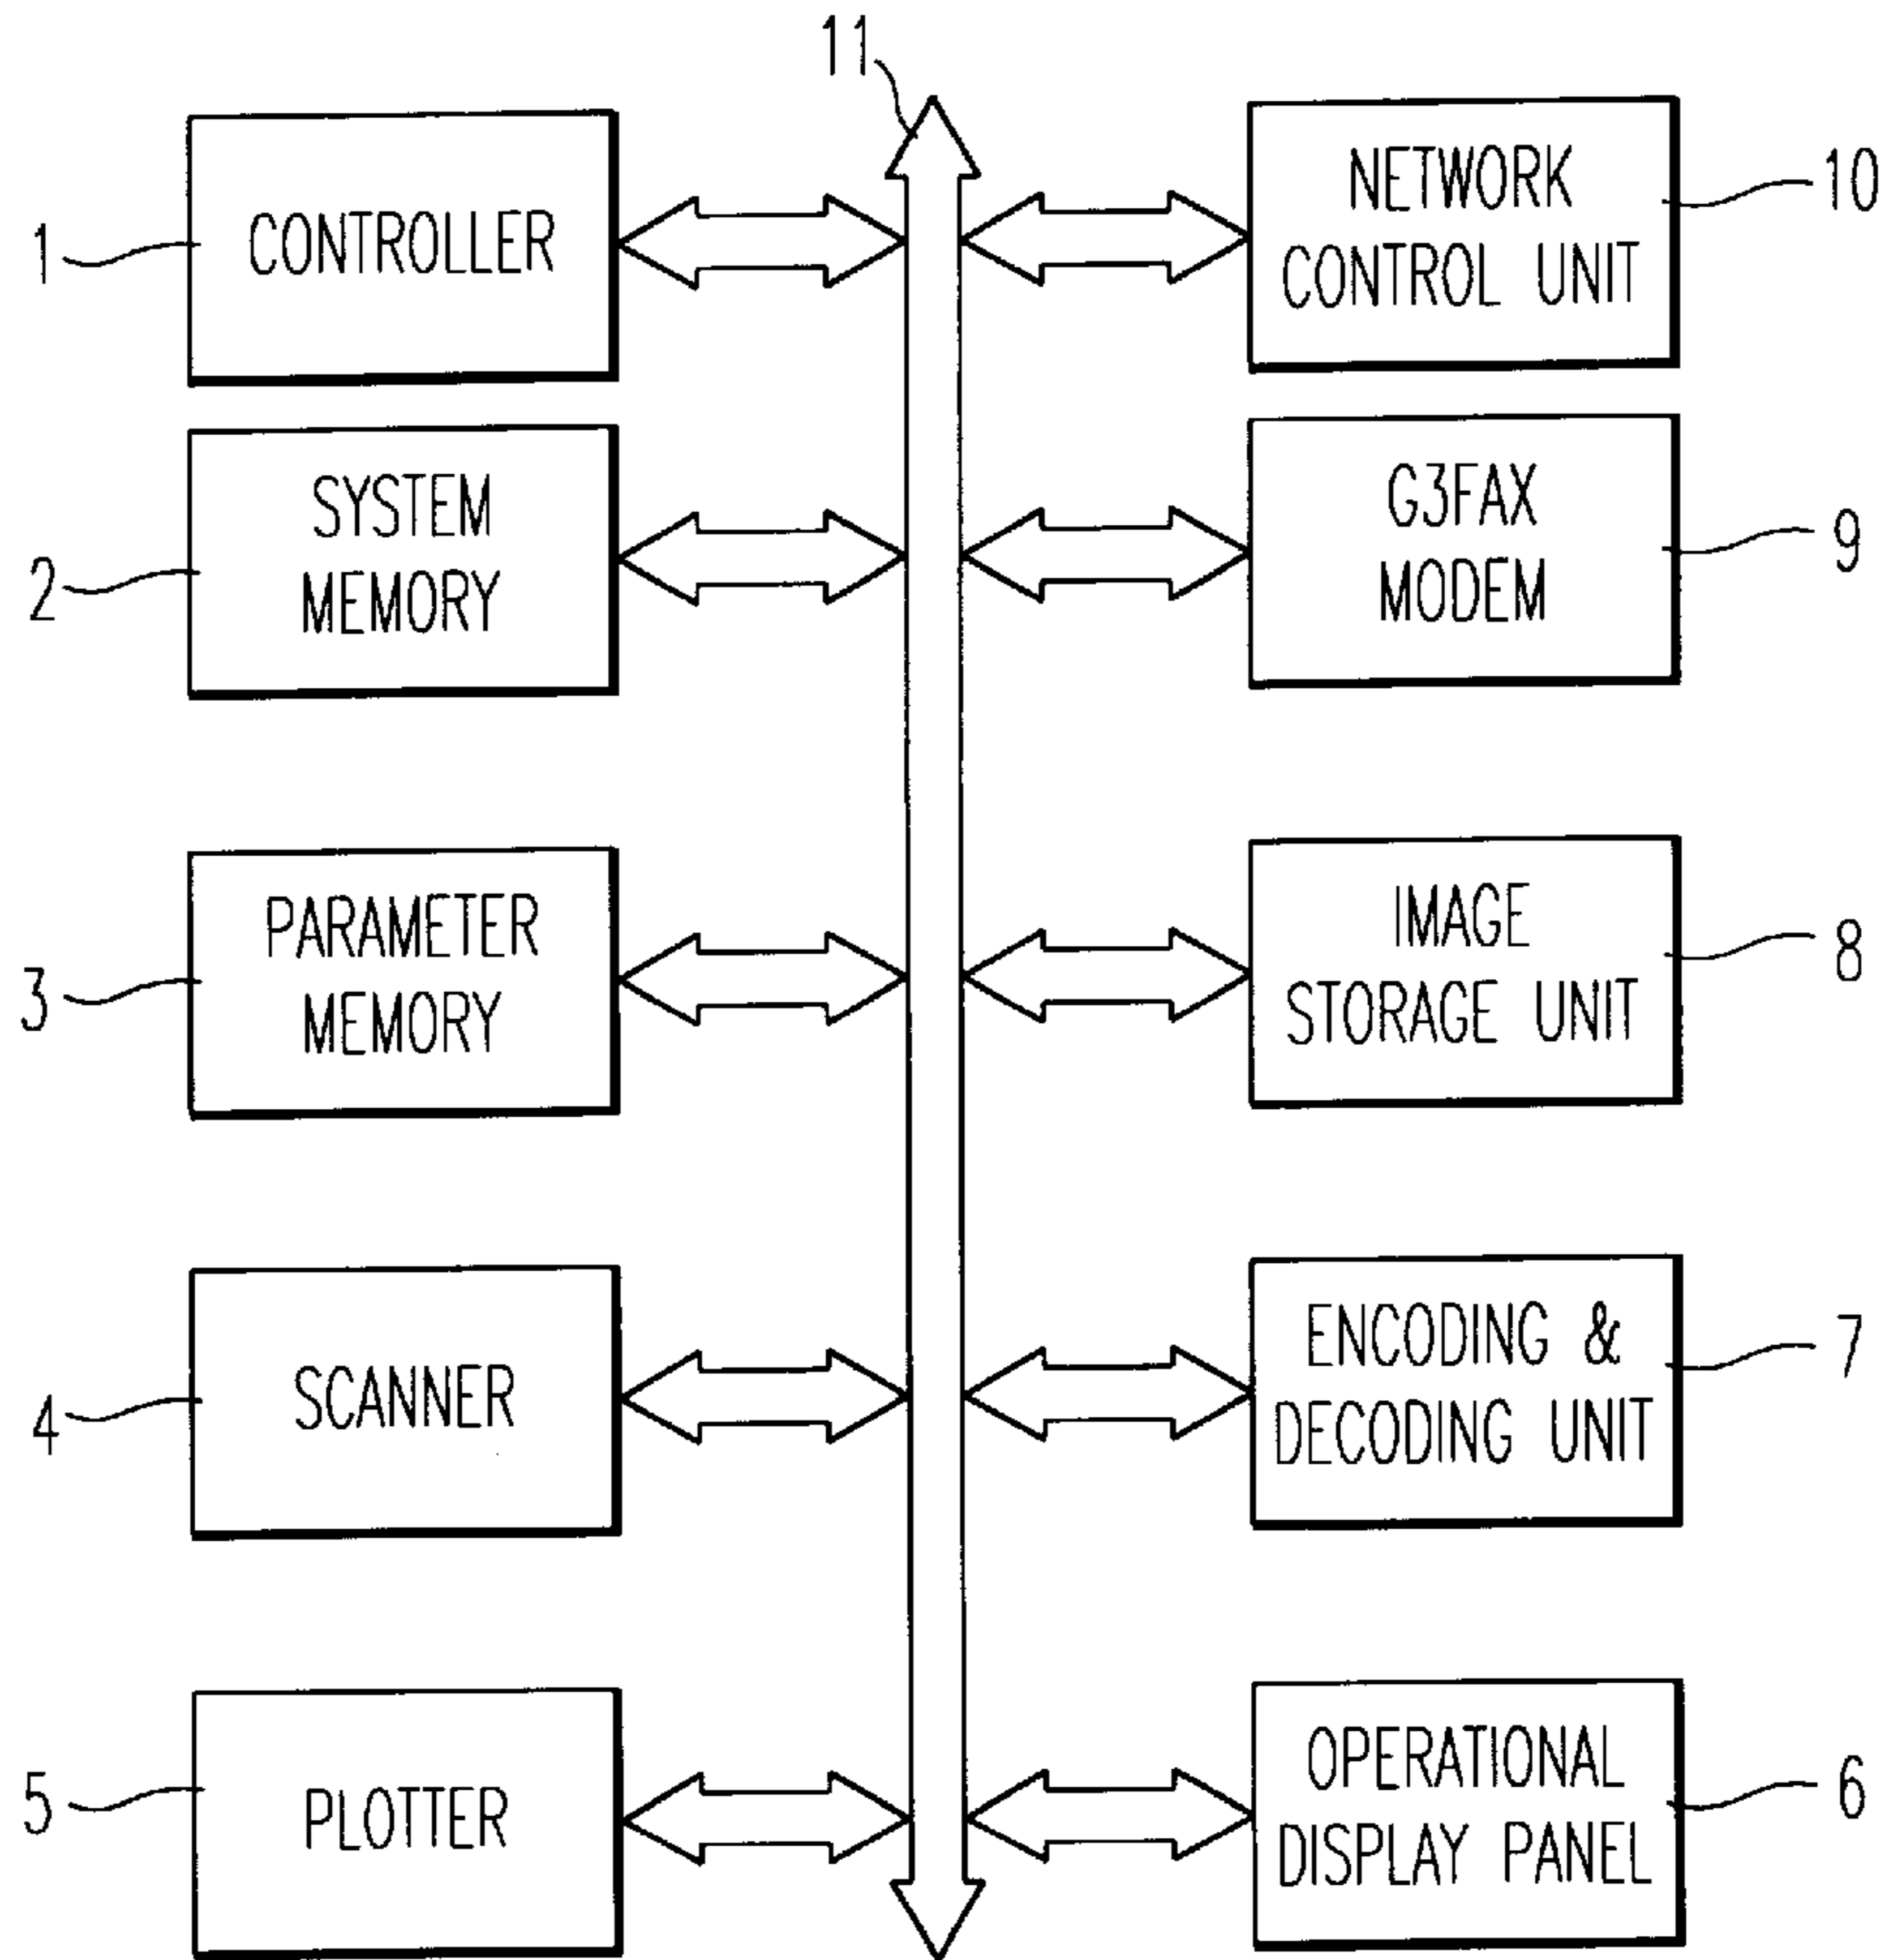 11
1
CONTROLLER
NETWORK
CONTROL UNIT
10
2
SYSTEM
MEMORY
G3FAX
MODEM
9
3
PARAMETER
MEMORY
IMAGE
STORAGE UNIT
8
4
SCANNER
ENCODING &
DECODING UNIT
7
5
PLOTTER
OPERATIONAL
DISPLAY PANEL
6